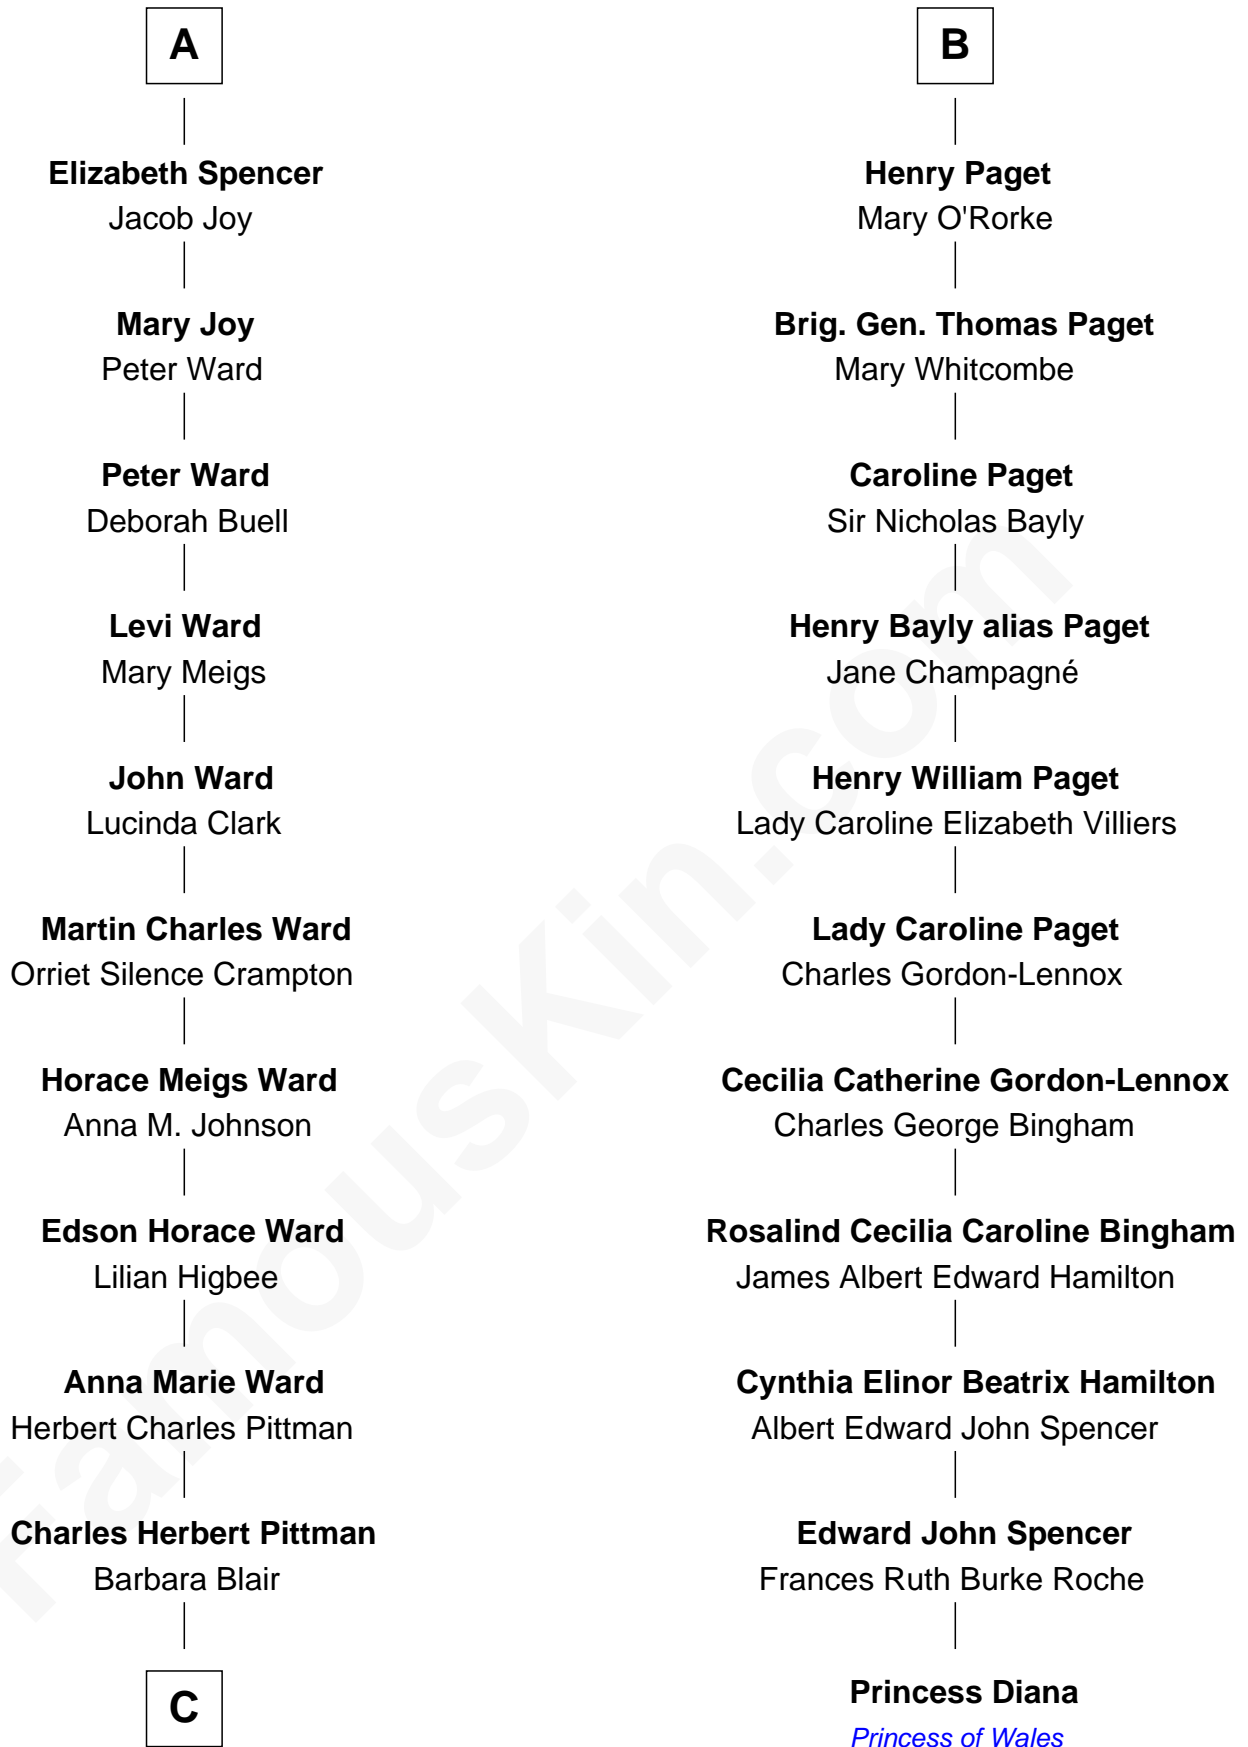 A
Elizabeth Spencer
Jacob Joy
Mary Joy
Peter Ward
Peter Ward
Deborah Buell
Levi Ward
Mary Meigs
John Ward
Lucinda Clark
Martin Charles Ward
Orriet Silence Crampton
Horace Meigs Ward
Anna M. Johnson
Edson Horace Ward
Lilian Higbee
Anna Marie Ward
Herbert Charles Pittman
Charles Herbert Pittman
Barbara Blair
C
B
Henry Paget
Mary O'Rorke
Brig. Gen. Thomas Paget
Mary Whitcombe
Caroline Paget
Sir Nicholas Bayly
Henry Bayly alias Paget
Jane Champagné
Henry William Paget
Lady Caroline Elizabeth Villiers
Lady Caroline Paget
Charles Gordon-Lennox
Cecilia Catherine Gordon-Lennox
Charles George Bingham
Rosalind Cecilia Caroline Bingham
James Albert Edward Hamilton
Cynthia Elinor Beatrix Hamilton
Albert Edward John Spencer
Edward John Spencer
Frances Ruth Burke Roche
Princess Diana
Princess of Wales
FamousKin.com